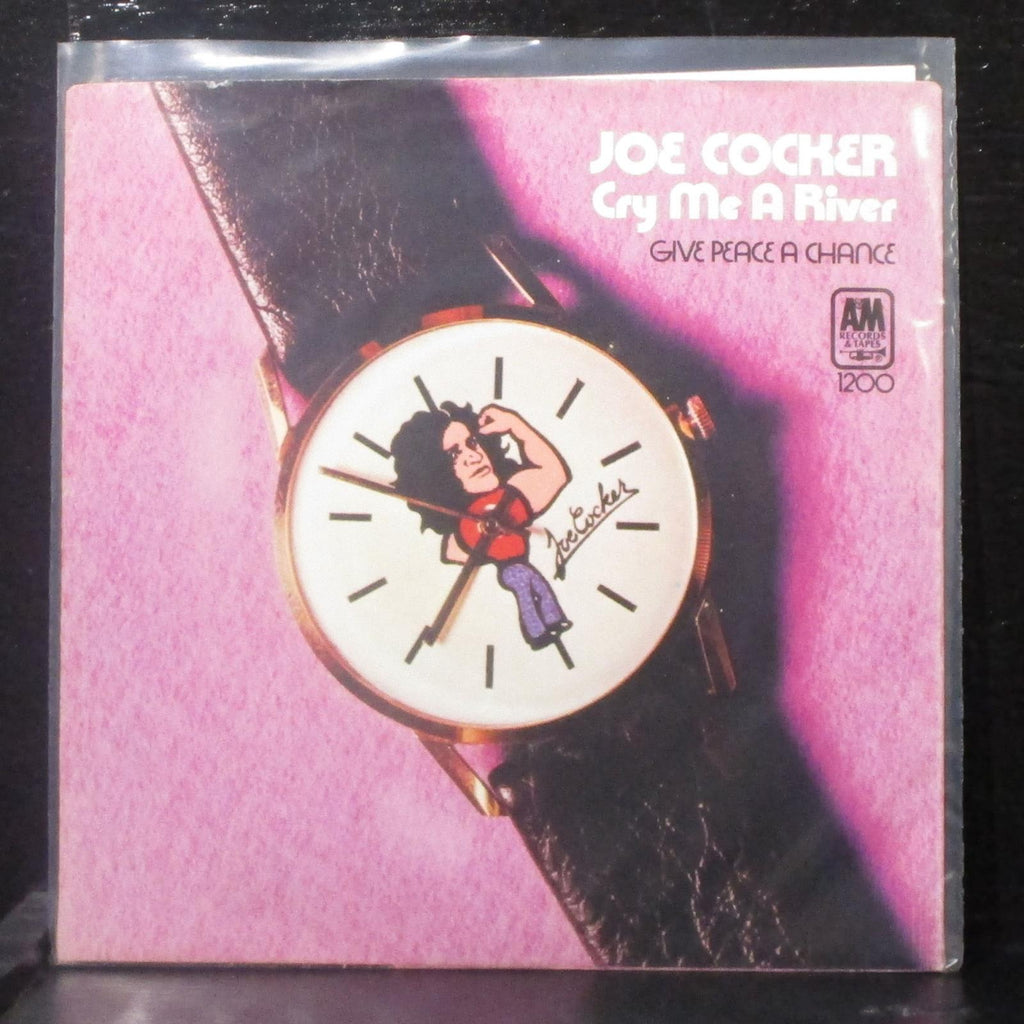 JOE COCKER
Cry Me A River
GIVE PEACE A CHANCE
A&M
RECORDS
& TAPES
®
1200
Joe Cocker